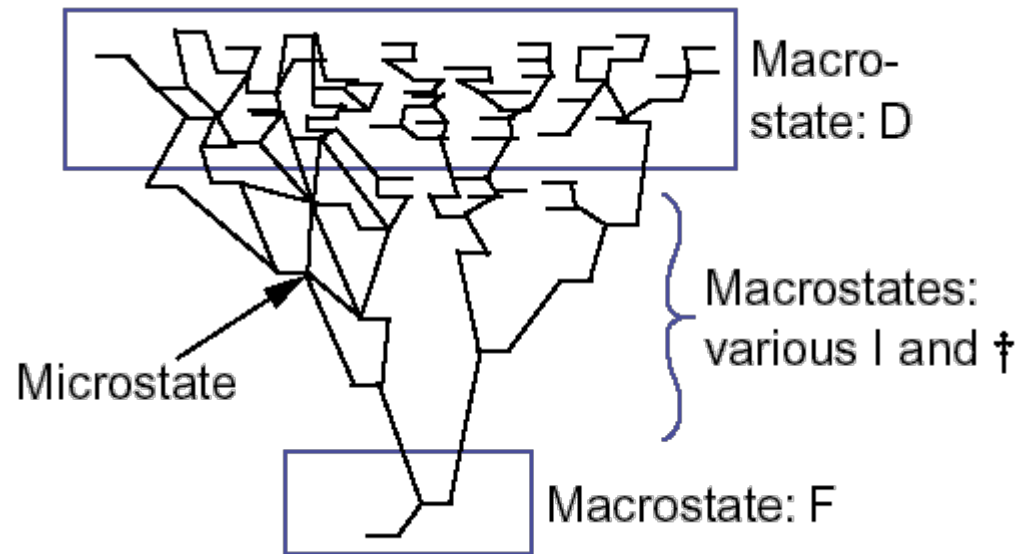 Macro-
state: D
Macrostates:
various I and ‡
Microstate
Macrostate: F